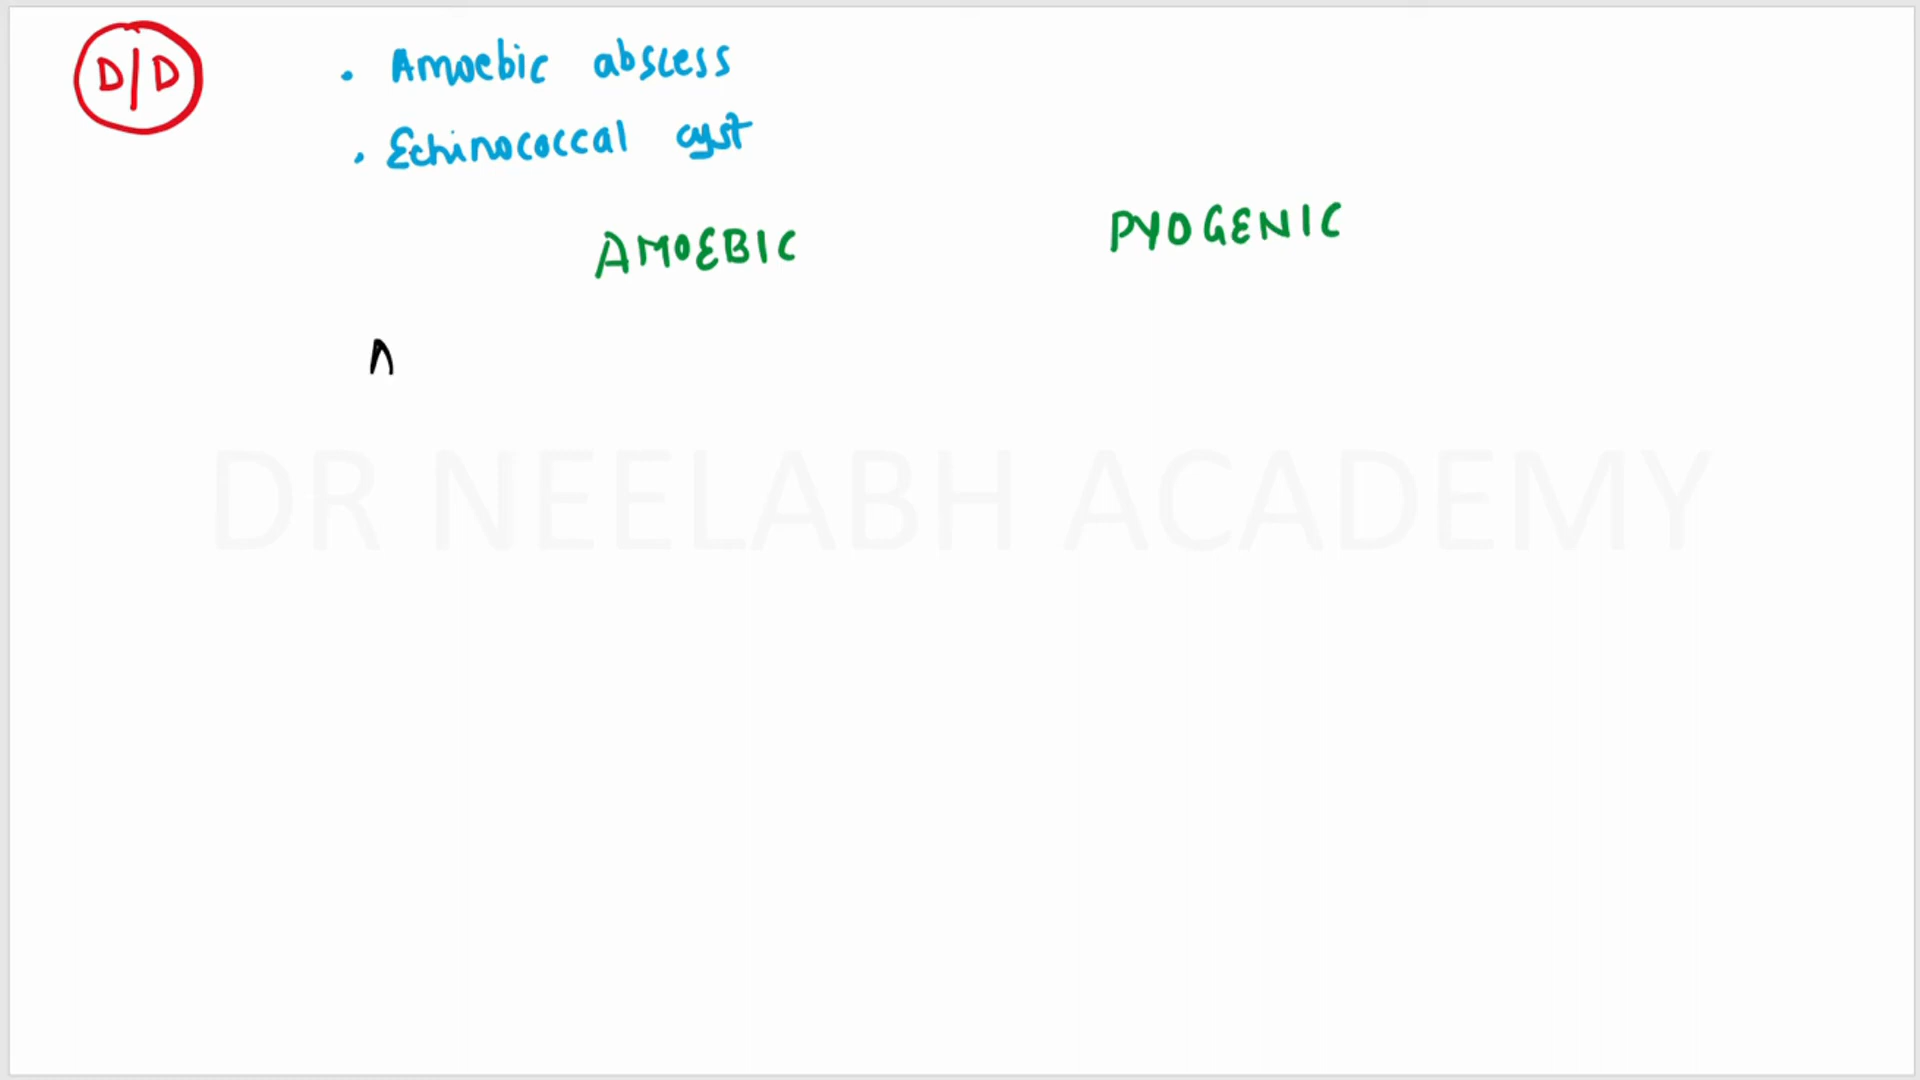 D/D
• Amoebic abscess
• Echinococcal cyst
AMOEBIC PYOGENIC
DR NEELABH ACADEMY